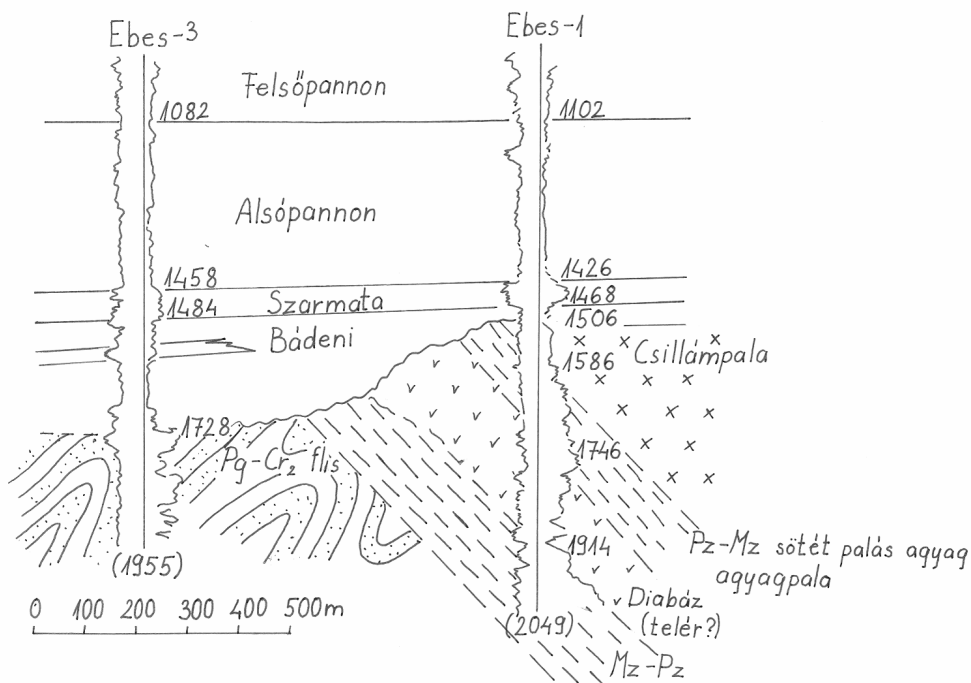 Ebes-3
Ebes-1
Felsőpannon
1082
1102
Alsópannon
1458
1426
1484
Szarmata
1468
Bádeni
1506
1586
Csillámpala
1728
1746
Pg-Cr₂ flis
1914
Pz-Mz sötét palás agyag
agyagpala
(1955)
Diabáz
(telér?)
0 100 200 300 400 500m
(2049)
Mz-Pz